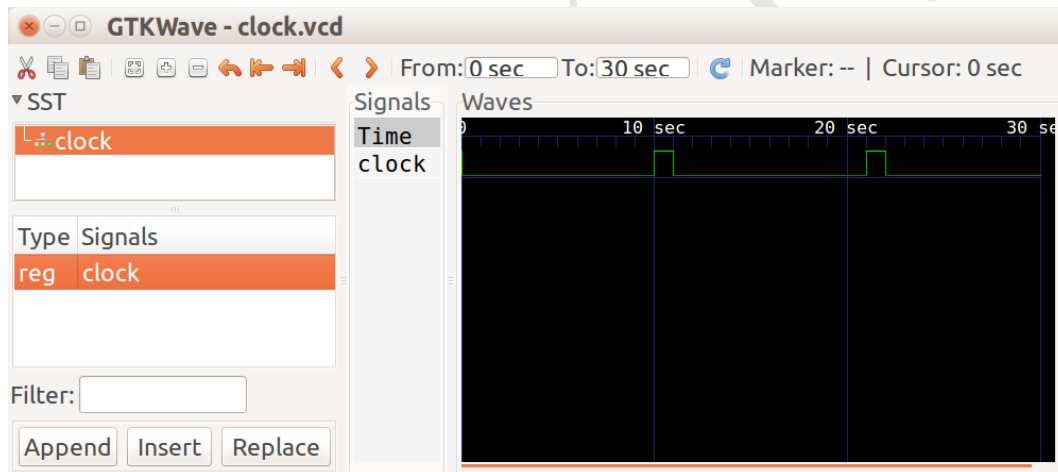 GTKWave - clock.vcd
From: 0 sec To: 30 sec Marker: -- | Cursor: 0 sec
SST
clock
Type Signals
reg clock
Filter:
Append Insert Replace
Signals
Time
clock
Waves
0 10 sec 20 sec 30 se